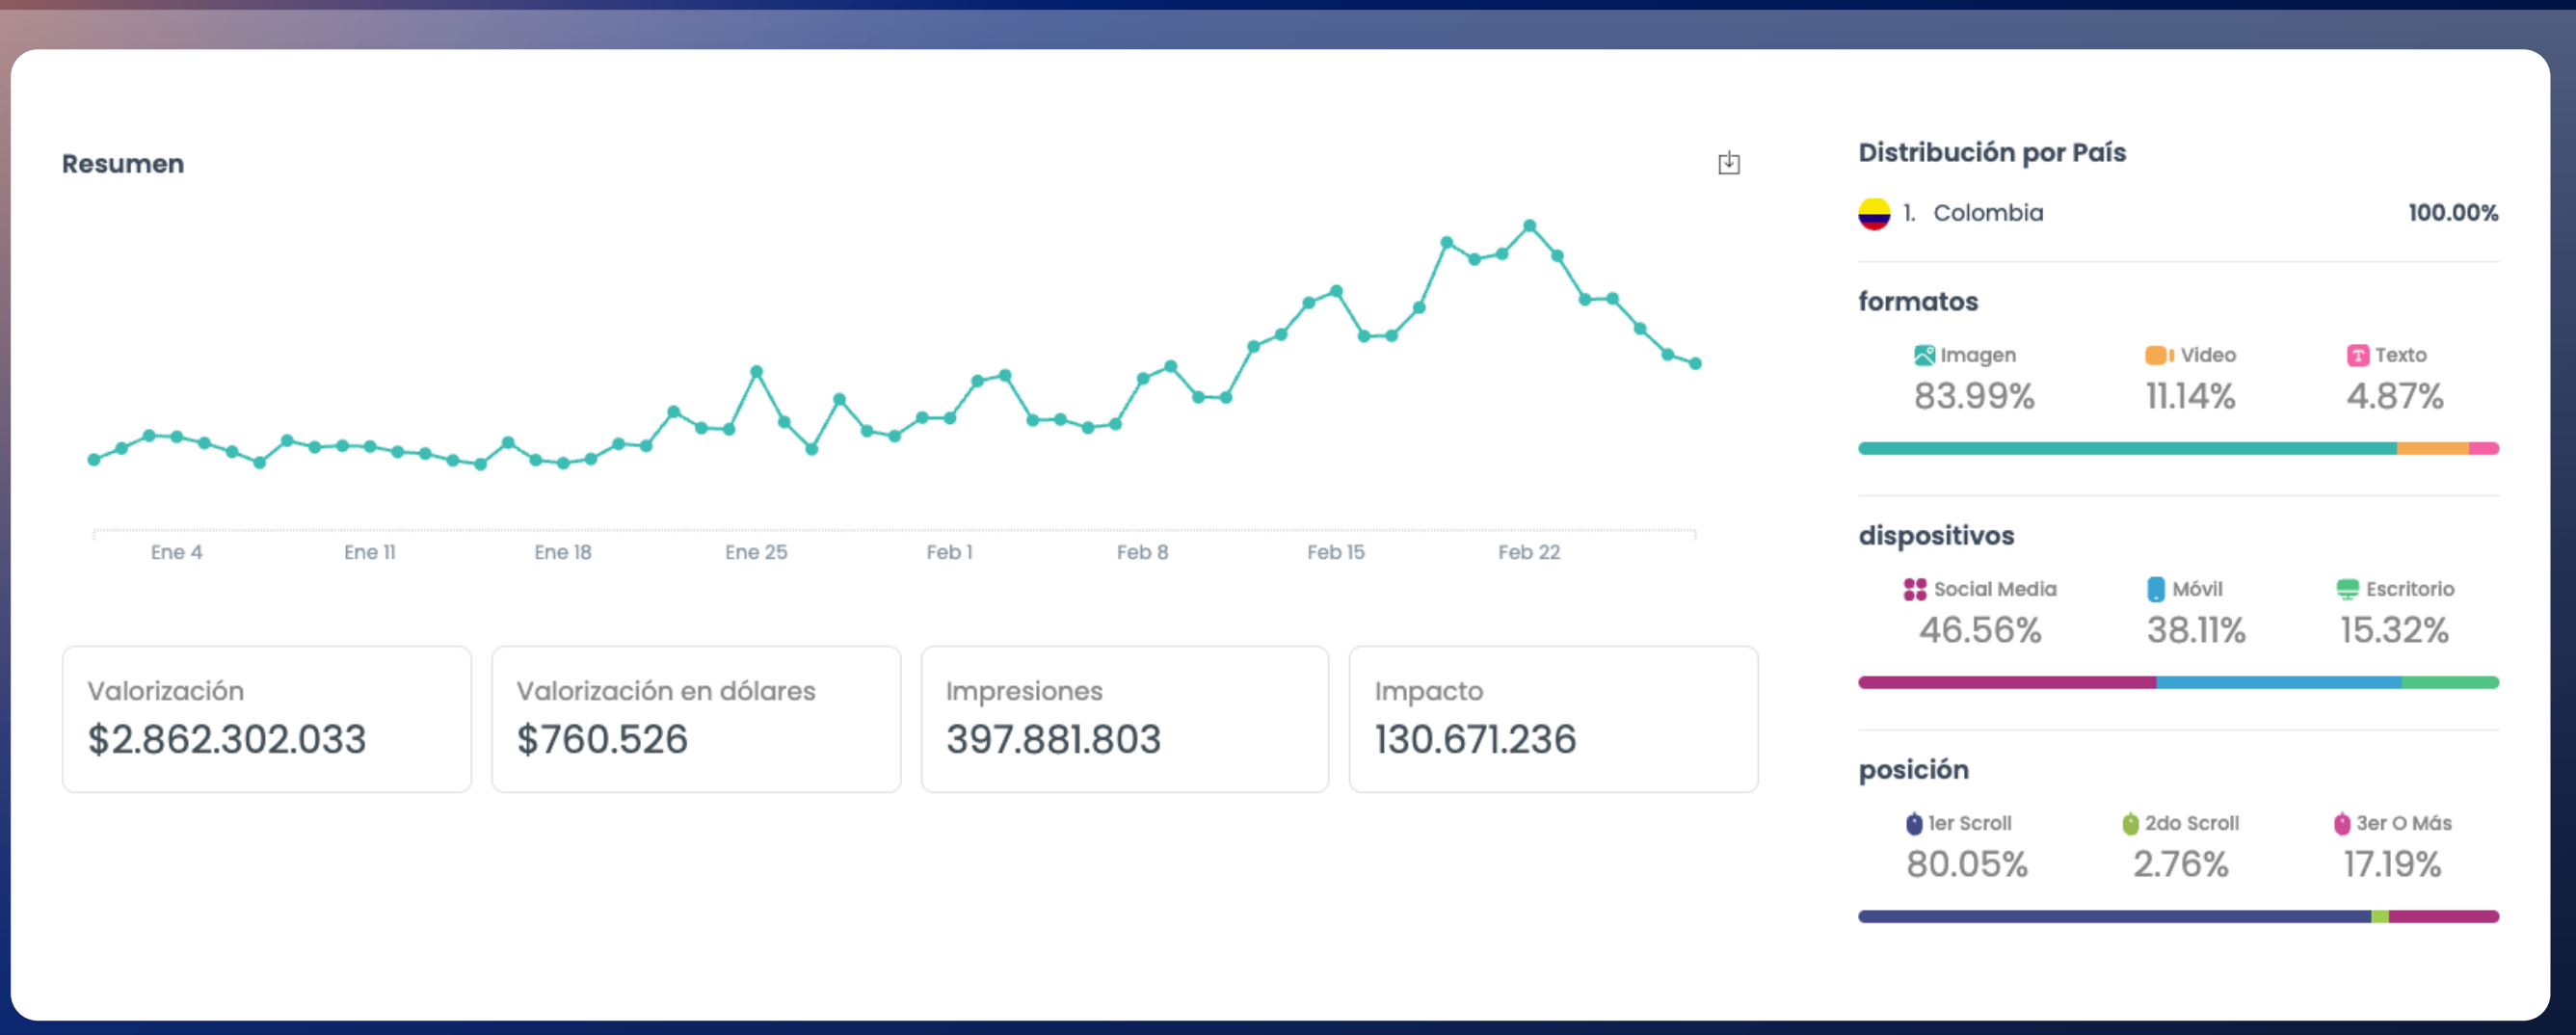 Resumen
Ene 4 Ene 11 Ene 18 Ene 25 Feb 1 Feb 8 Feb 15 Feb 22
Valorización
$2.862.302.033
Valorización en dólares
$760.526
Impresiones
397.881.803
Impacto
130.671.236
Distribución por País
1. Colombia 100.00%
formatos
Imagen Video Texto
83.99% 11.14% 4.87%
dispositivos
Social Media Móvil Escritorio
46.56% 38.11% 15.32%
posición
1er Scroll 2do Scroll 3er O Más
80.05% 2.76% 17.19%